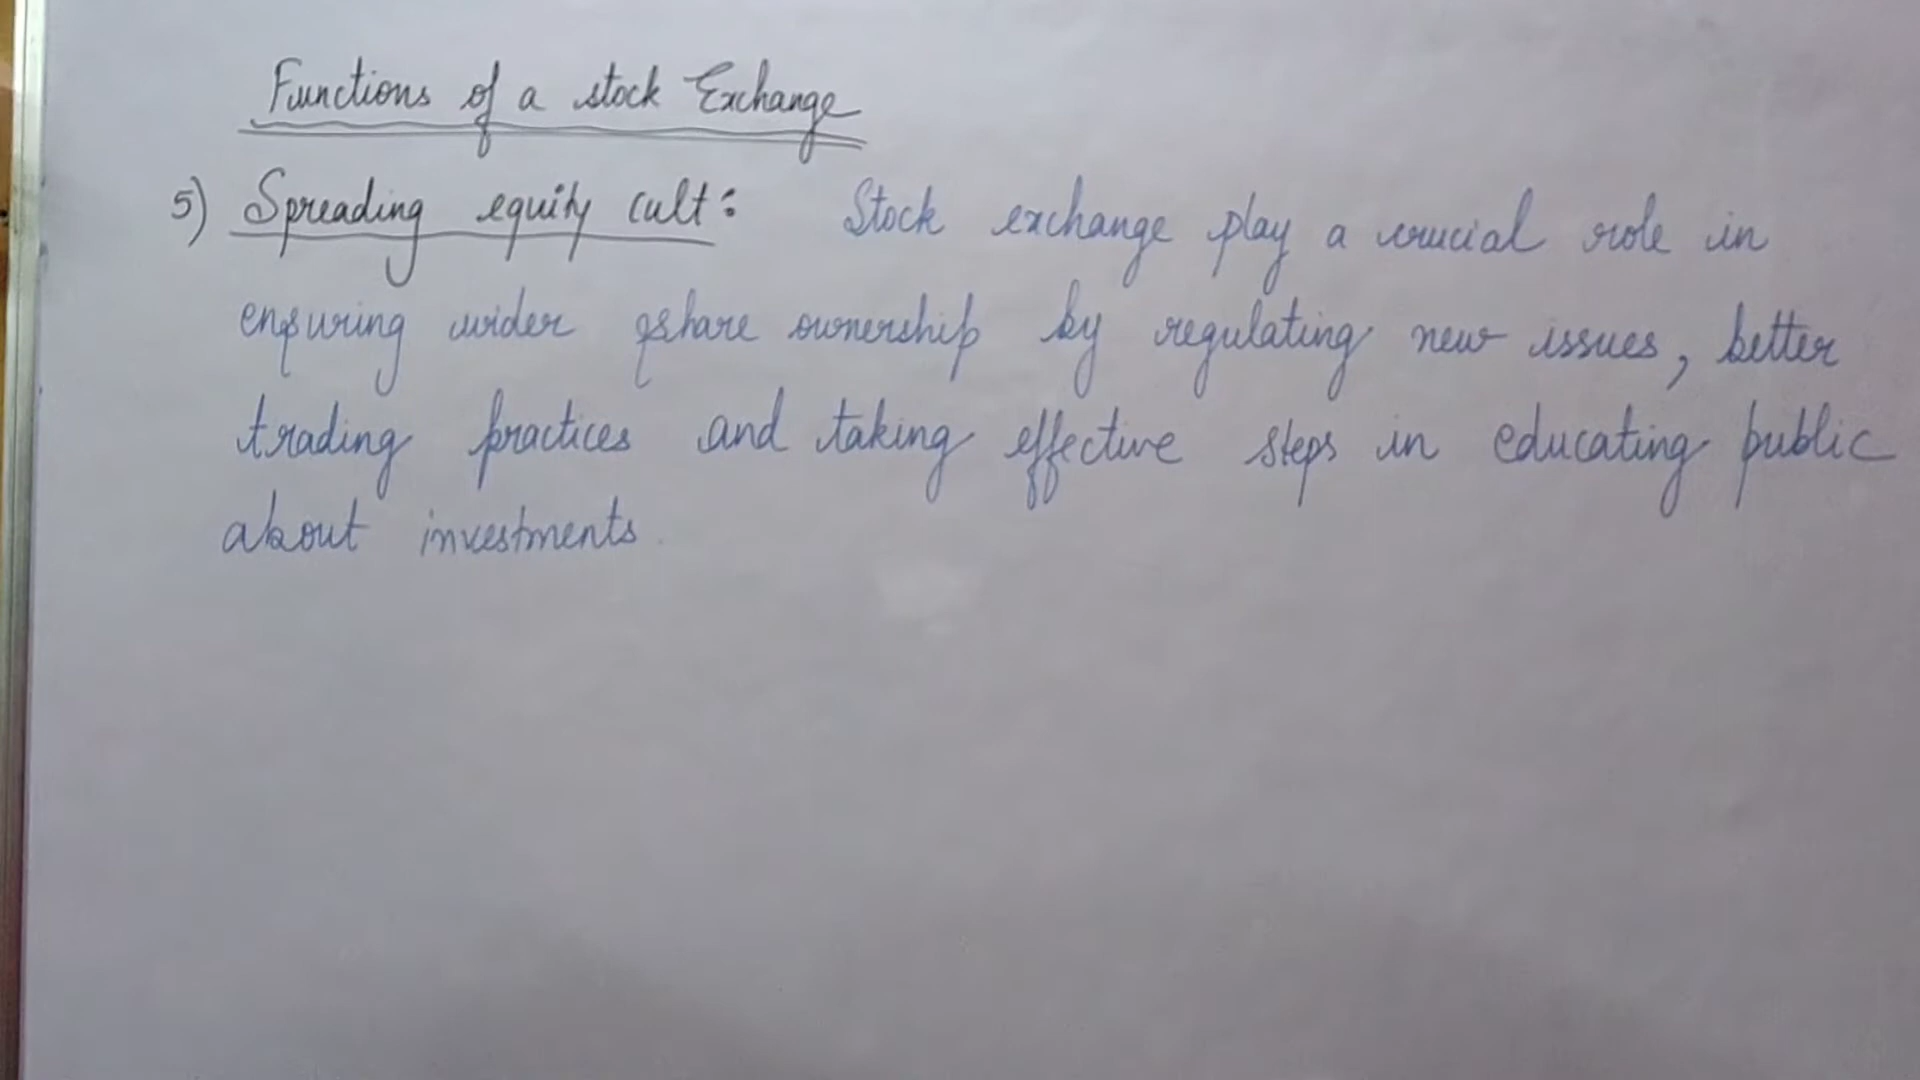 Functions of a stock Exchange
5) Spreading equity cult: Stock exchange play a crucial role in
ensuring wider share ownership by regulating new issues, better
trading practices and taking effective steps in educating public
about investments.